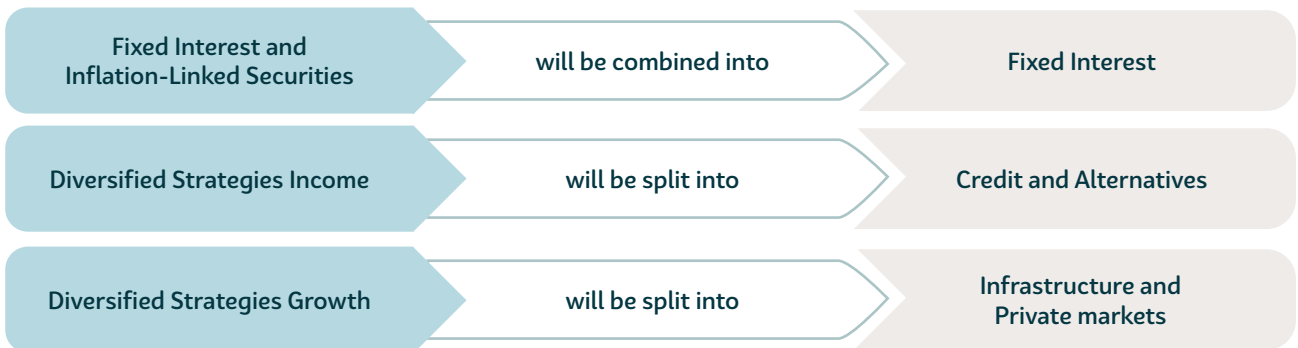 Fixed Interest and
Inflation-Linked Securities
will be combined into
Fixed Interest
Diversified Strategies Income
will be split into
Credit and Alternatives
Diversified Strategies Growth
will be split into
Infrastructure and
Private markets